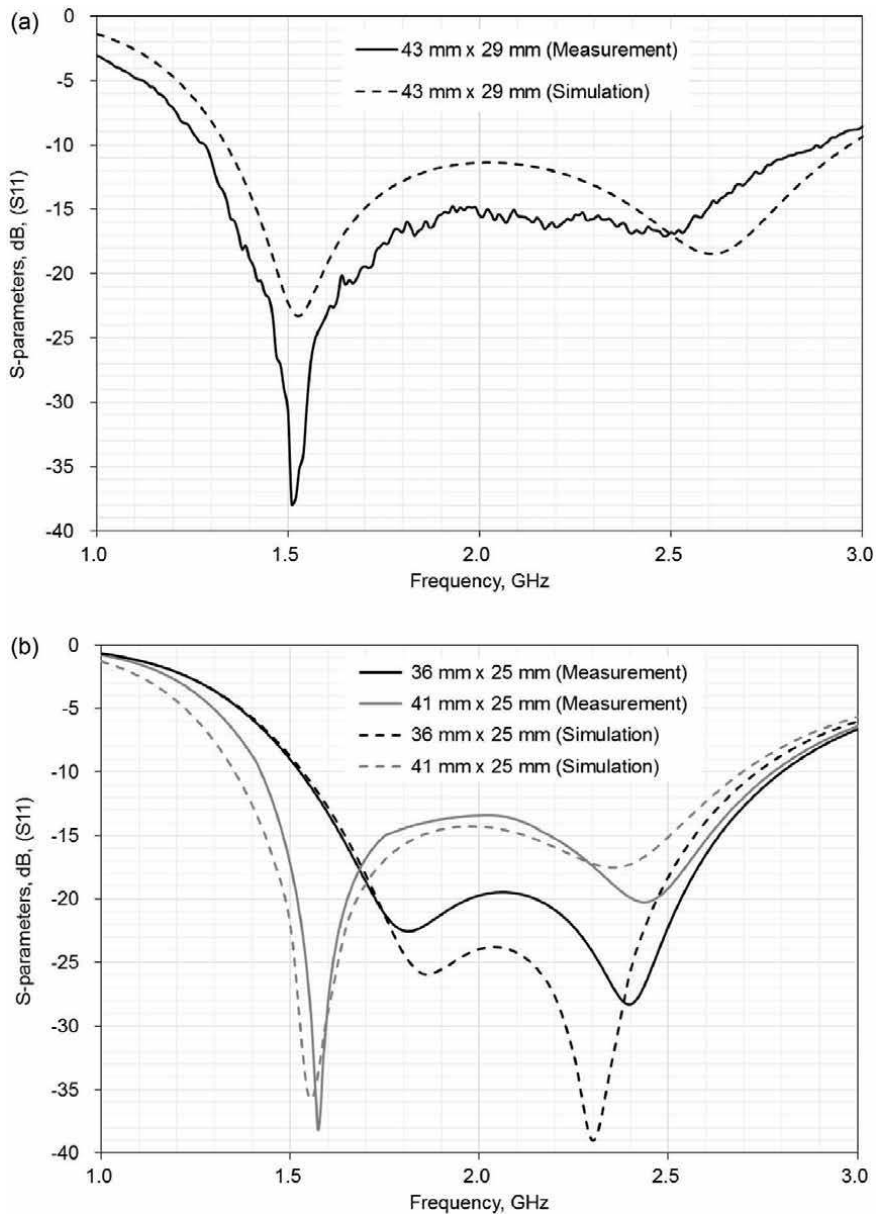 (a)
0
-5
-10
-15
-20
-25
-30
-35
-40
S-parameters, dB, (S11)
43 mm x 29 mm (Measurement)
43 mm x 29 mm (Simulation)
1.0 1.5 2.0 2.5 3.0
Frequency, GHz
(b)
0
-5
-10
-15
-20
-25
-30
-35
-40
S-parameters, dB, (S11)
36 mm x 25 mm (Measurement)
41 mm x 25 mm (Measurement)
36 mm x 25 mm (Simulation)
41 mm x 25 mm (Simulation)
1.0 1.5 2.0 2.5 3.0
Frequency, GHz